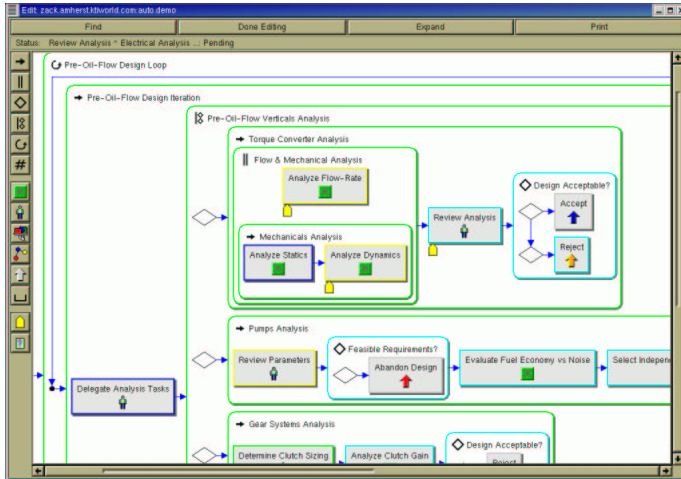 Edit: zack.amherst.ktiworld.com:auto.demo
Find
Done Editing
Expand
Print
Status: Review Analysis ^ Electrical Analysis ...: Pending
Pre-Oil-Flow Design Loop
Pre-Oil-Flow Design Iteration
Pre-Oil-Flow Verticals Analysis
Torque Converter Analysis
Flow & Mechanical Analysis
Analyze Flow-Rate
Mechanicals Analysis
Analyze Statics
Analyze Dynamics
Review Analysis
Design Acceptable?
Accept
Reject
Pumps Analysis
Review Parameters
Feasible Requirements?
Abandon Design
Evaluate Fuel Economy vs Noise
Select Independ
Delegate Analysis Tasks
Gear Systems Analysis
Determine Clutch Sizing
Analyze Clutch Gain
Design Acceptable?
Reject